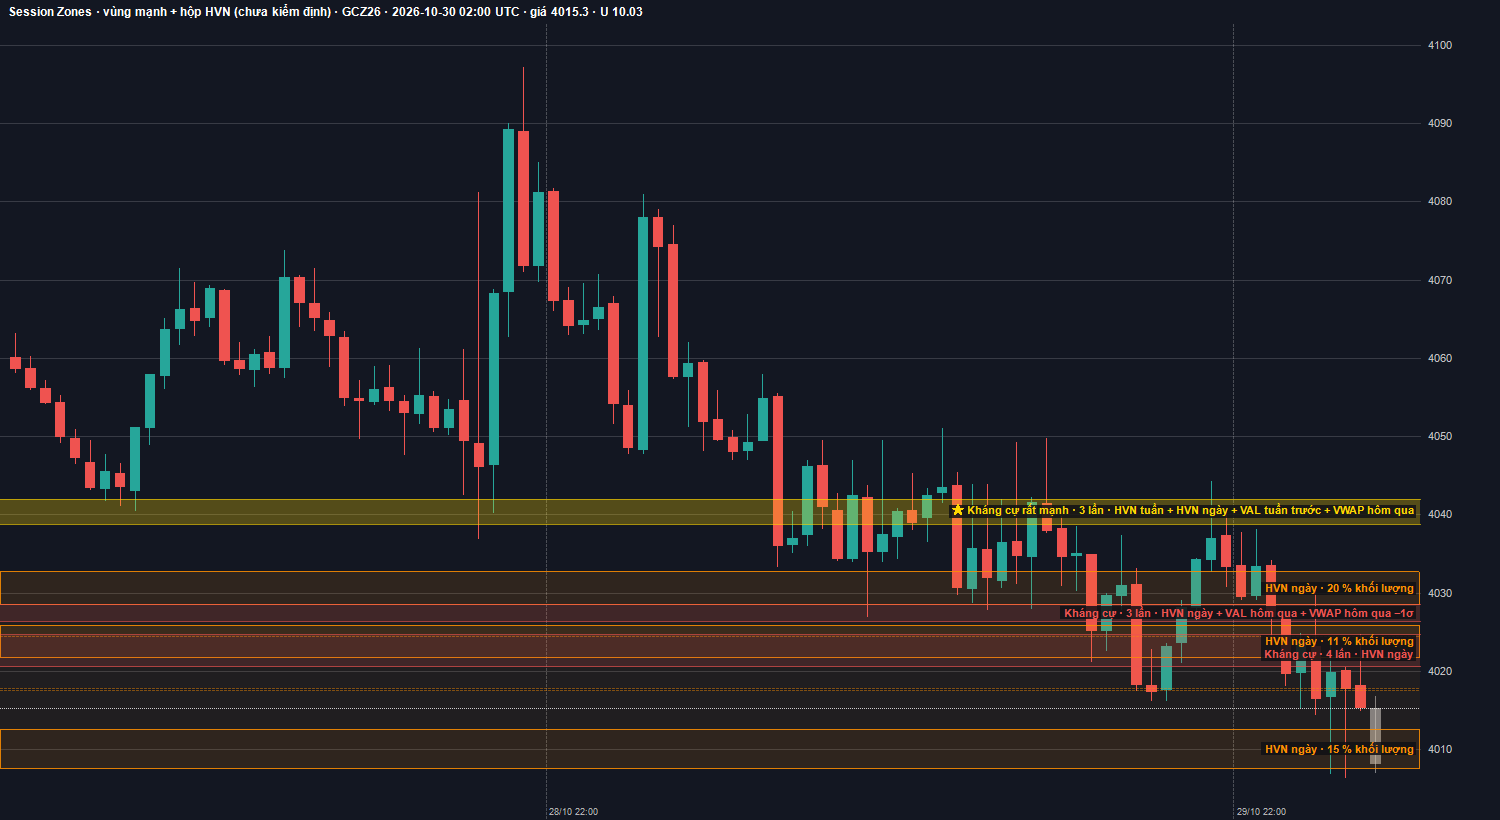 Session Zones · vùng mạnh + hộp HVN (chưa kiểm định) · GCZ26 · 2026-10-30 02:00 UTC · giá 4015.3 · U 10.03
4100
4090
4080
4070
4060
4050
★ Kháng cự rất mạnh · 3 lần · HVN tuần + HVN ngày + VAL tuần trước + VWAP hôm qua
4040
HVN ngày · 20 % khối lượng
4030
Kháng cự · 3 lần · HVN ngày + VAL hôm qua + VWAP hôm qua −1σ
HVN ngày · 11 % khối lượng
Kháng cự · 4 lần · HVN ngày
4020
HVN ngày · 15 % khối lượng
4010
28/10 22:00
29/10 22:00